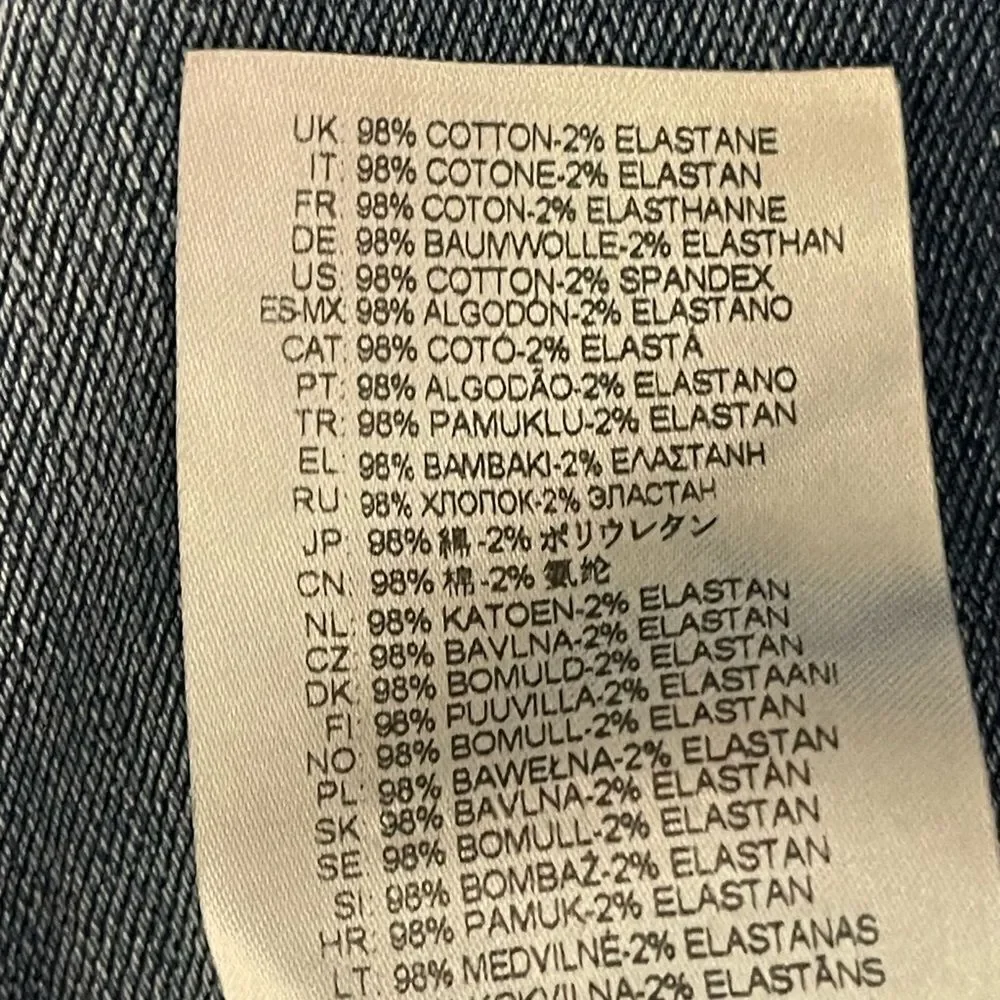 UK: 98% COTTON-2% ELASTANE
IT: 98% COTONE-2% ELASTAN
FR: 98% COTON-2% ELASTHANNE
DE: 98% BAUMWOLLE-2% ELASTHAN
US: 98% COTTON-2% SPANDEX
ES-MX: 98% ALGODÓN-2% ELASTANO
CAT: 98% COTÓ-2% ELASTÀ
PT: 98% ALGODÃO-2% ELASTANO
TR: 98% PAMUKLU-2% ELASTAN
EL: 98% ΒΑΜΒΑΚΙ-2% ΕΛΑΣΤΑΝΗ
RU: 98% ХЛОПОК-2% ЭЛАСТАН
JP: 98% 綿 -2% ポリウレタン
CN: 98% 棉 -2% 氨纶
NL: 98% KATOEN-2% ELASTAN
CZ: 98% BAVLNA-2% ELASTAN
DK: 98% BOMULD-2% ELASTAN
FI: 98% PUUVILLA-2% ELASTAANI
NO: 98% BOMULL-2% ELASTAN
PL: 98% BAWEŁNA-2% ELASTAN
SK: 98% BAVLNA-2% ELASTAN
SE: 98% BOMULL-2% ELASTAN
SI: 98% BOMBAŽ-2% ELASTAN
HR: 98% PAMUK-2% ELASTAN
LT: 98% MEDVILNĖ-2% ELASTANAS
KOKVILNA-2% ELASTĀNS